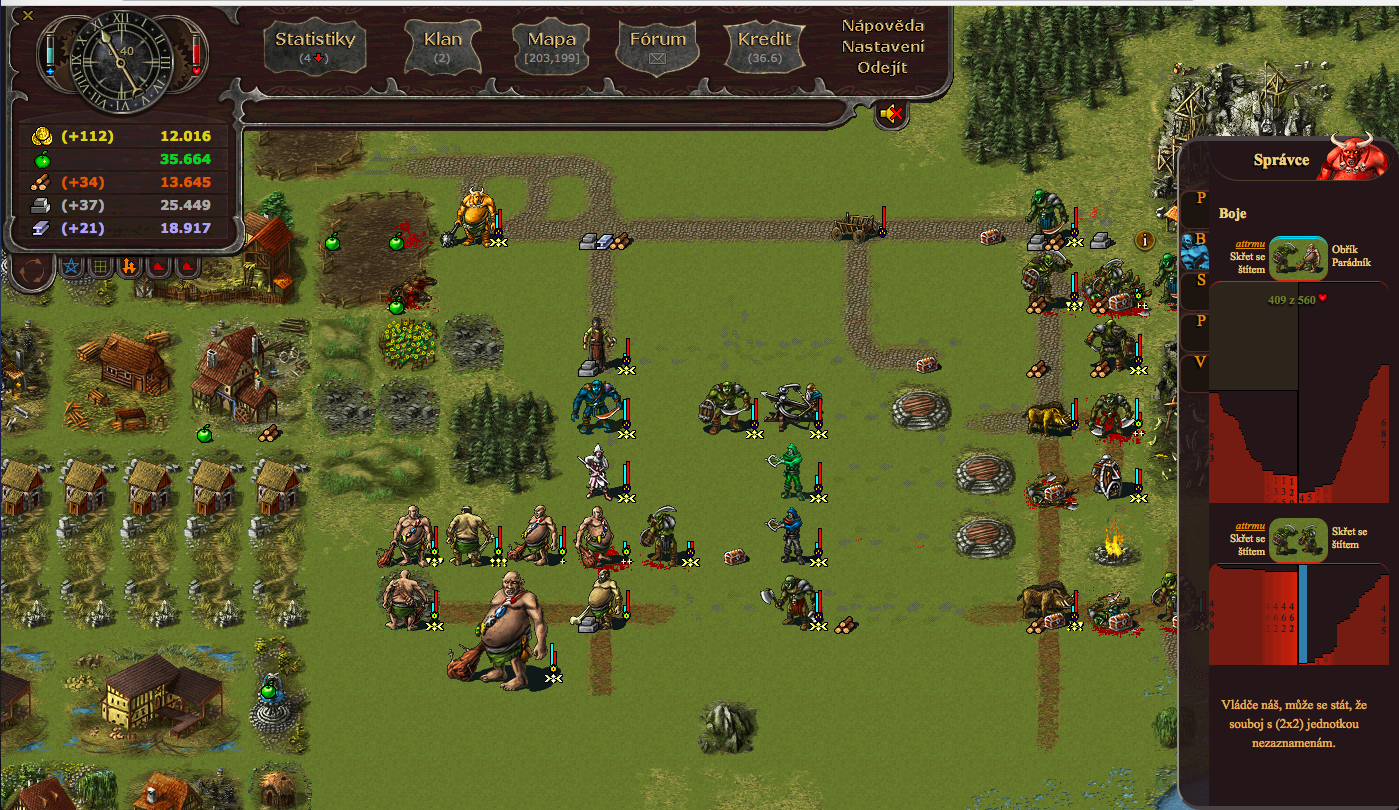 Statistiky
(4)
Klan
(2)
Mapa
[203,199]
Fórum
Kredit
(36.6)
Nápověda
Nastavení
Odejít
(+112) 12.016
35.664
(+34) 13.645
(+37) 25.449
(+21) 18.917
Správce
P
B
S
P
V
Boje
attrmu
Skřet se
štítem
Obřík
Parádník
409 z 560
attrmu
Skřet se
štítem
Skřet se
štítem
Vládče náš, může se stát, že
souboj s (2x2) jednotkou
nezaznamenám.